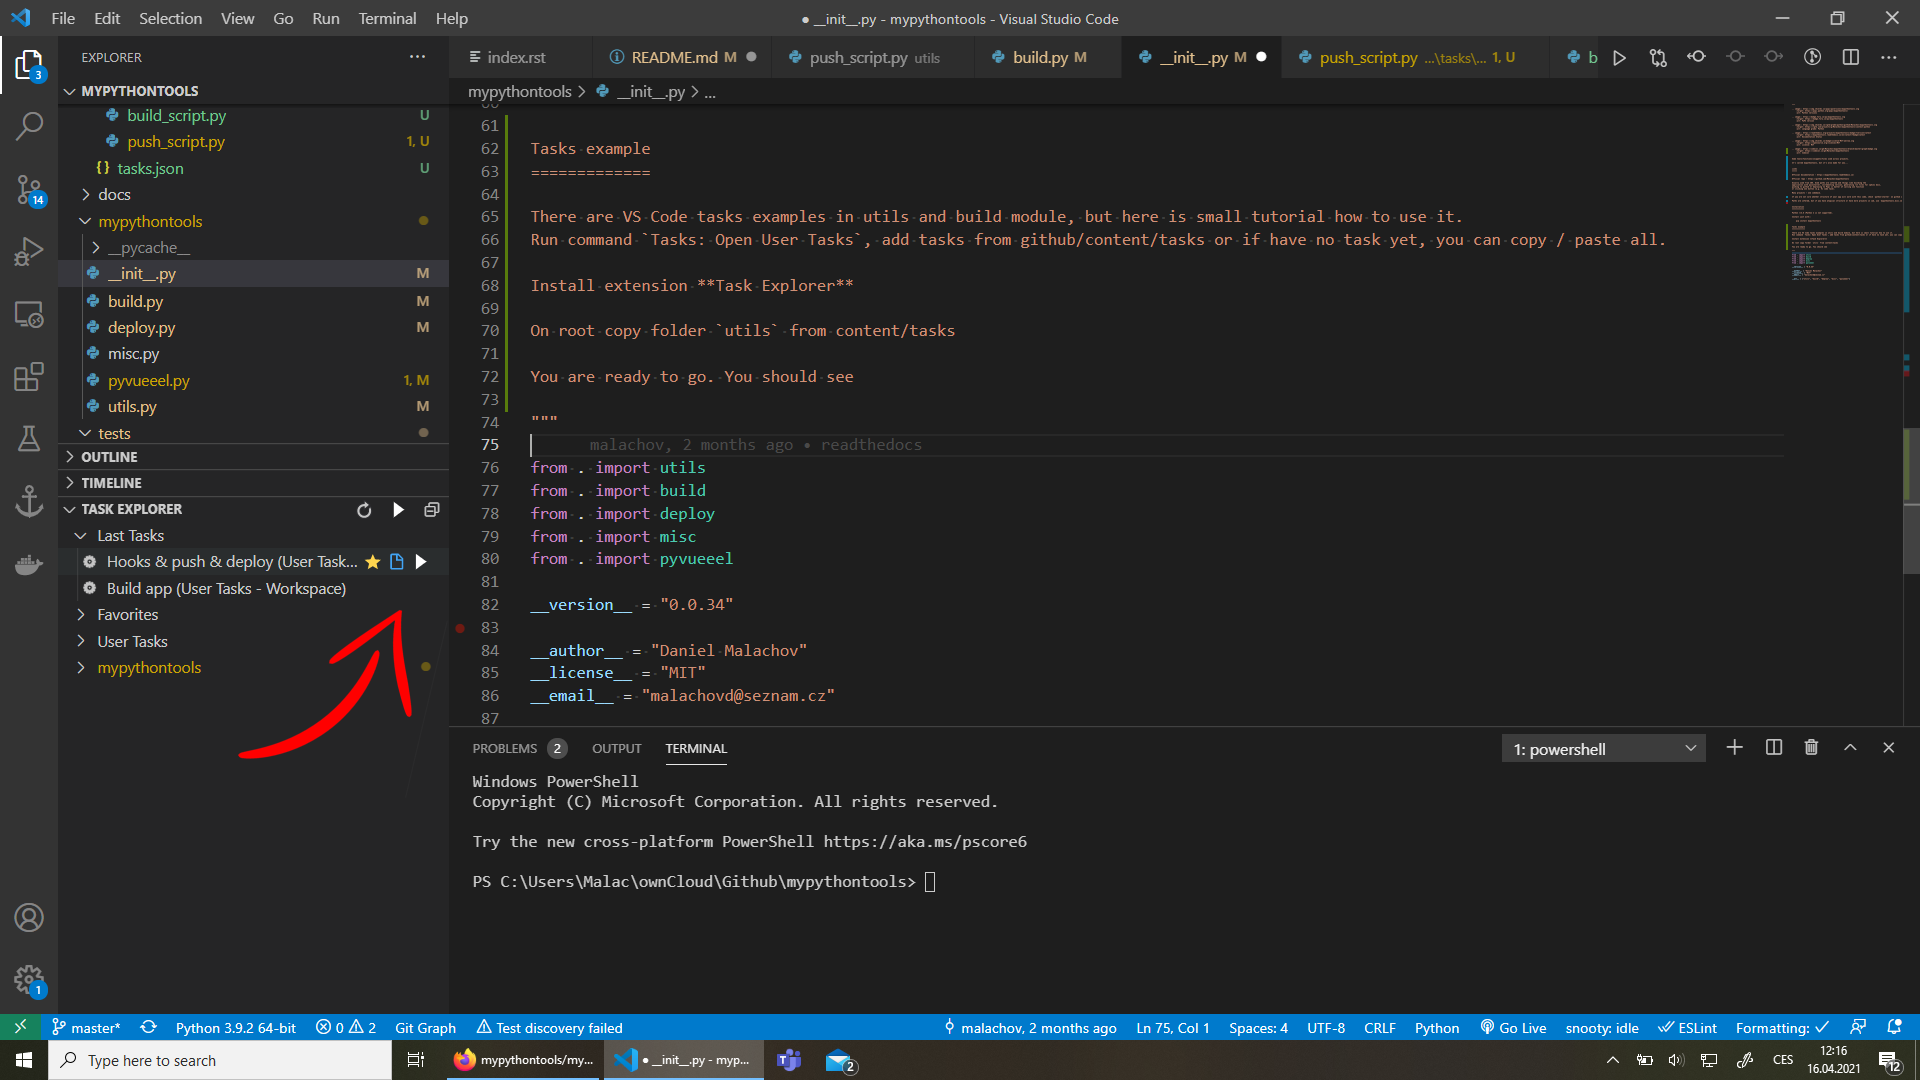 File Edit Selection View Go Run Terminal Help
● __init__.py - mypythontools - Visual Studio Code
EXPLORER
index.rst
README.md M
push_script.py utils
build.py M
__init__.py M
push_script.py ...\tasks\... 1, U
b
MYPYTHONTOOLS
mypythontools > __init__.py > ...
build_script.py U
push_script.py 1, U
tasks.json U
docs
mypythontools
__pycache__
__init__.py M
build.py M
deploy.py M
misc.py
pyvueeel.py 1, M
utils.py M
tests
OUTLINE
TIMELINE
TASK EXPLORER
Last Tasks
Hooks & push & deploy (User Task...
Build app (User Tasks - Workspace)
Favorites
User Tasks
mypythontools
3
14
1
61
62 Tasks example
63 =============
64
65 There are VS Code tasks examples in utils and build module, but here is small tutorial how to use it.
66 Run command `Tasks: Open User Tasks`, add tasks from github/content/tasks or if have no task yet, you can copy / paste all.
67
68 Install extension **Task Explorer**
69
70 On root copy folder `utils` from content/tasks
71
72 You are ready to go. You should see
73
74 """
75 malachov, 2 months ago • readthedocs
76 from . import utils
77 from . import build
78 from . import deploy
79 from . import misc
80 from . import pyvueeel
81
82 __version__ = "0.0.34"
83
84 __author__ = "Daniel Malachov"
85 __license__ = "MIT"
86 __email__ = "malachovd@seznam.cz"
87
PROBLEMS 2 OUTPUT TERMINAL
1: powershell
Windows PowerShell
Copyright (C) Microsoft Corporation. All rights reserved.
Try the new cross-platform PowerShell https://aka.ms/pscore6
PS C:\Users\Malac\ownCloud\Github\mypythontools>
master* Python 3.9.2 64-bit 0 2 Git Graph Test discovery failed
malachov, 2 months ago Ln 75, Col 1 Spaces: 4 UTF-8 CRLF Python Go Live snooty: idle ESLint Formatting: ✓
Type here to search
mypythontools/my...
● __init__.py - myp...
2
CES
12:16
16.04.2021
12